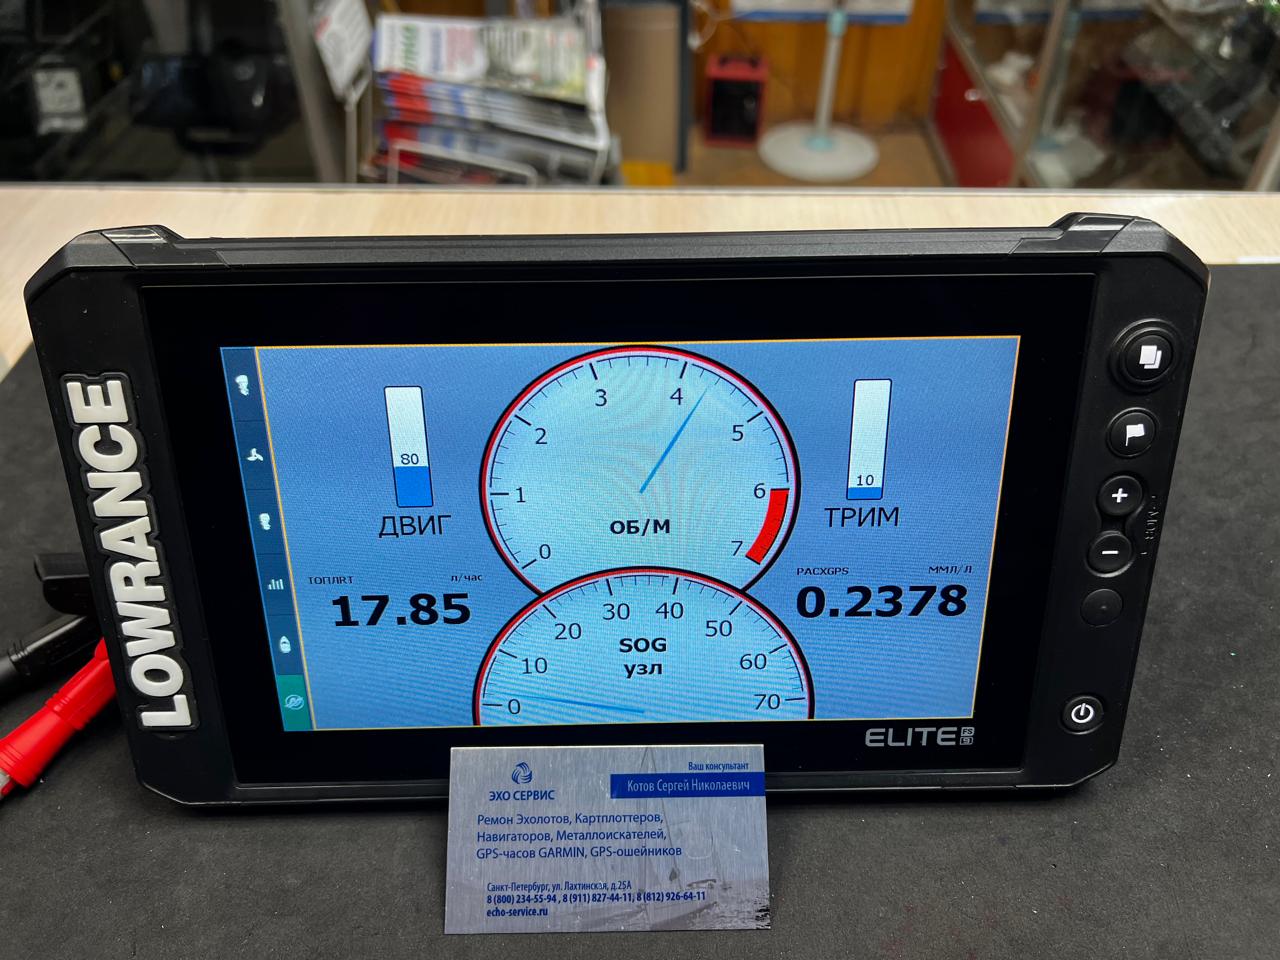 LOWRANCE
80
ДВИГ
ТОПЛРТ л/час
17.85
0
1
2
3
4
5
6
7
ОБ/М
10
ТРИМ
РАСХGPS ММЛ/Л
0.2378
0
10
20
30
40
50
60
70
SOG
узл
ELITE FS 9
ЭХО СЕРВИС
Ваш консультант
Котов Сергей Николаевич
Ремон Эхолотов, Картплоттеров,
Навигаторов, Металлоискателей,
GPS-часов GARMIN, GPS-ошейников
Санкт-Петербург, ул. Лахтинская, д.25А
8 (800) 234-55-94 , 8 (911) 827-44-11, 8 (812) 926-64-11
echo-service.ru